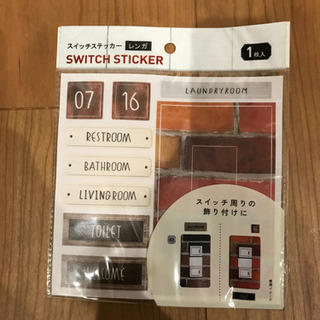 スイッチステッカー レンガ
SWITCH STICKER
1枚入
07 16
LAUNDRYROOM
RESTROOM
BATHROOM
LIVINGROOM
TOILET
スイッチ周りの
飾り付けに